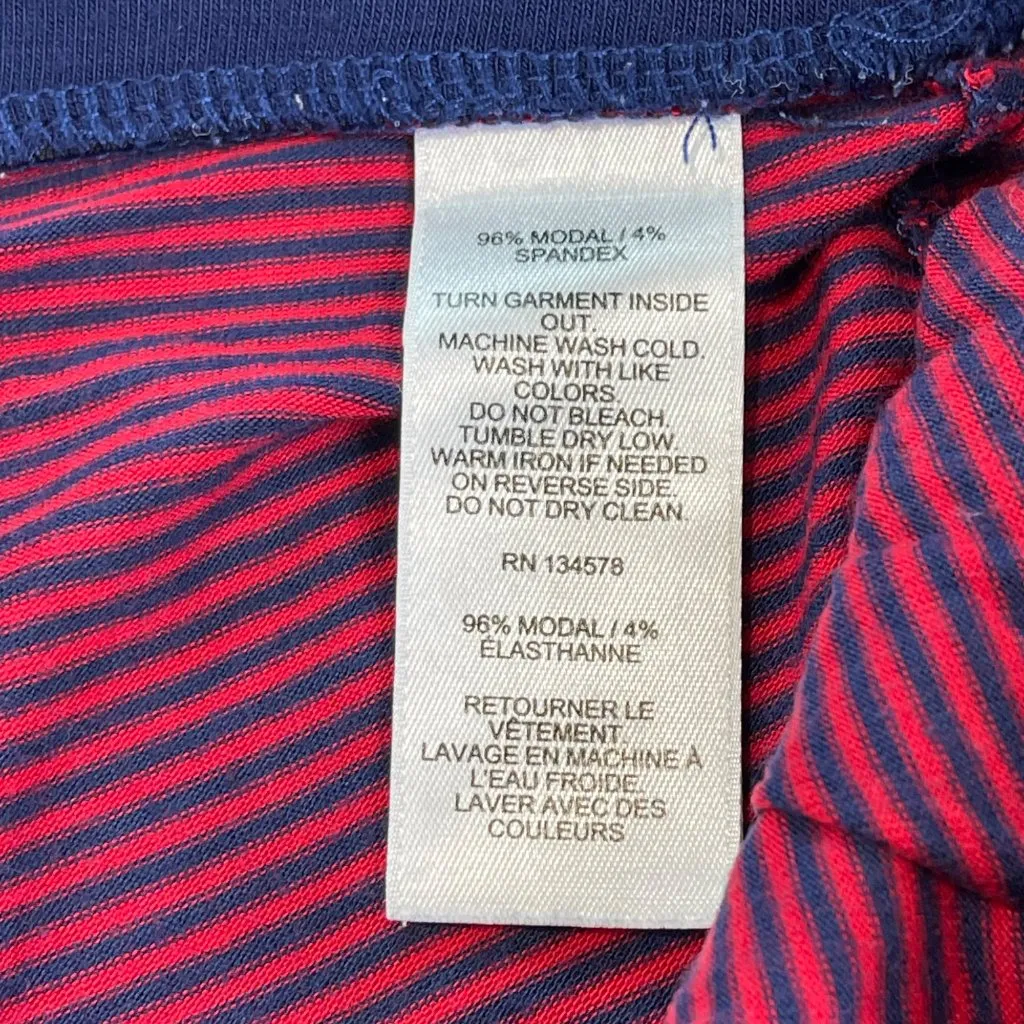 96% MODAL / 4%
SPANDEX
TURN GARMENT INSIDE
OUT.
MACHINE WASH COLD.
WASH WITH LIKE
COLORS.
DO NOT BLEACH.
TUMBLE DRY LOW.
WARM IRON IF NEEDED
ON REVERSE SIDE.
DO NOT DRY CLEAN.
RN 134578
96% MODAL / 4%
ÉLASTHANNE
RETOURNER LE
VÊTEMENT.
LAVAGE EN MACHINE À
L'EAU FROIDE.
LAVER AVEC DES
COULEURS